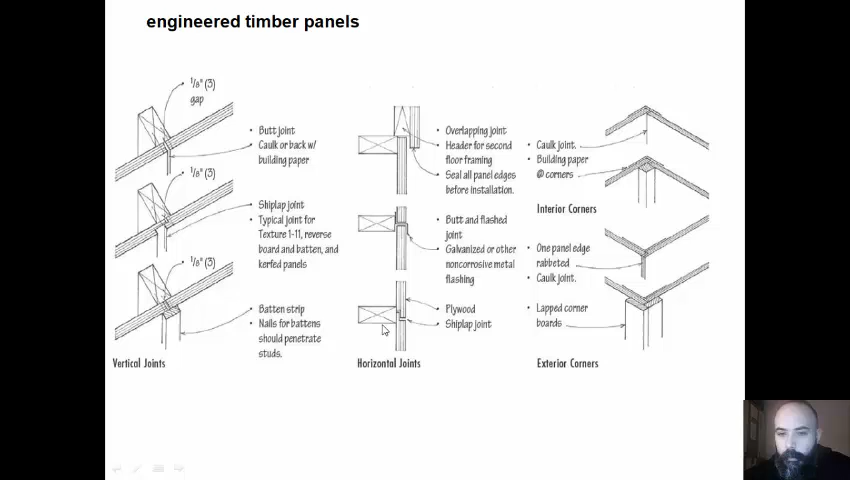 engineered timber panels
1/8" (3)
gap
• Butt joint
• Caulk or back w/
building paper
1/8" (3)
• Shiplap joint
• Typical joint for
Texture 1-11, reverse
board and batten, and
kerfed panels
1/8" (3)
• Batten strip
• Nails for battens
should penetrate
studs.
Vertical Joints
• Overlapping joint
• Header for second
floor framing
• Seal all panel edges
before installation.
• Butt and flashed
joint
• Galvanized or other
noncorrosive metal
flashing
• Plywood
• Shiplap joint
Horizontal Joints
• Caulk joint.
• Building paper
@ corners
Interior Corners
• One panel edge
rabbeted
• Caulk joint.
• Lapped corner
boards
Exterior Corners